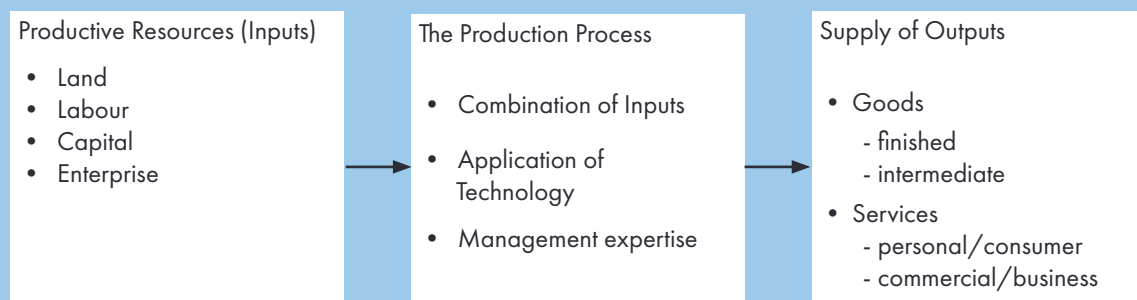 Productive Resources (Inputs)
• Land
• Labour
• Capital
• Enterprise
The Production Process
• Combination of Inputs
• Application of
Technology
• Management expertise
Supply of Outputs
• Goods
- finished
- intermediate
• Services
- personal/consumer
- commercial/business